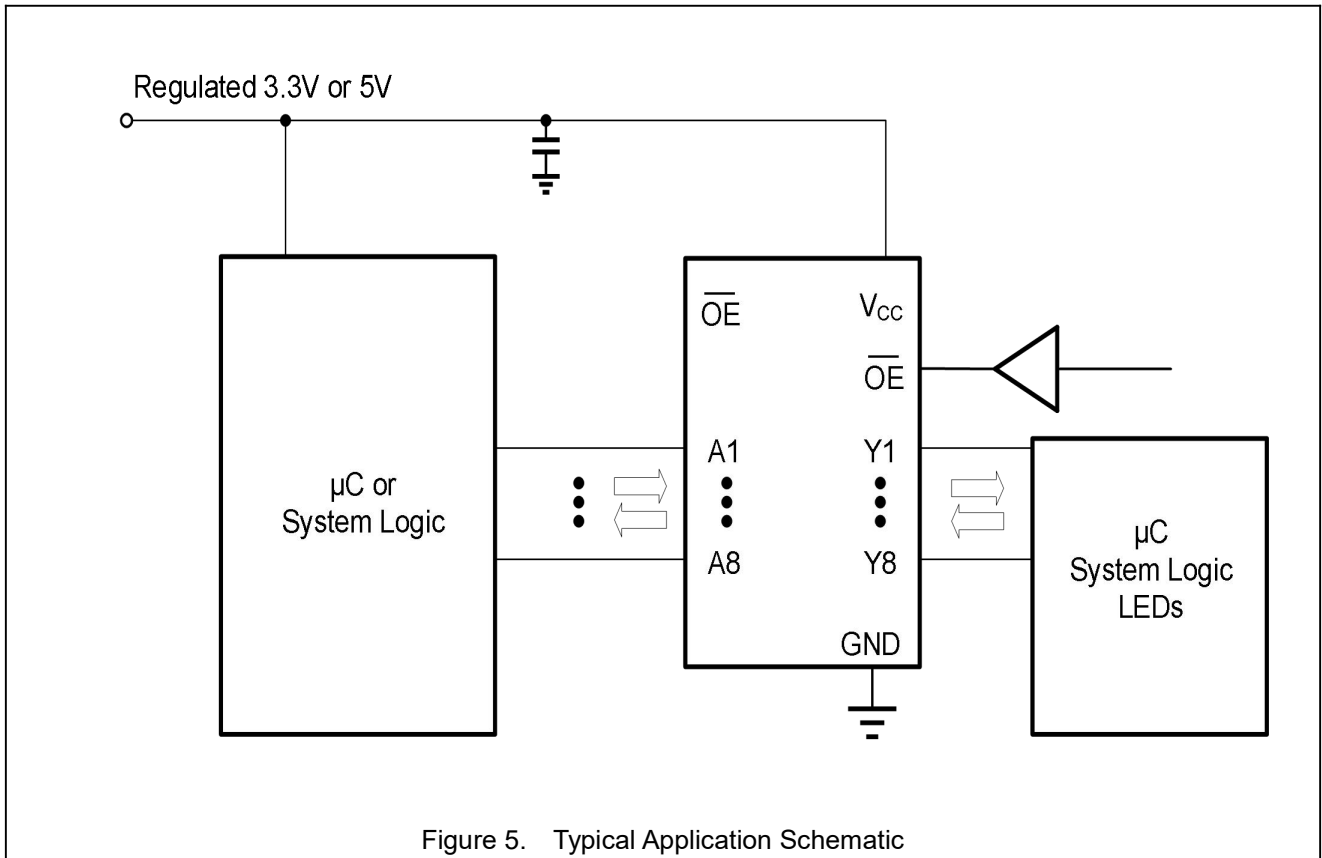 Regulated 3.3V or 5V
OE
VCC
OE
A1
Y1
µC or
System Logic
A8
Y8
µC
System Logic
LEDs
GND
Figure 5. Typical Application Schematic